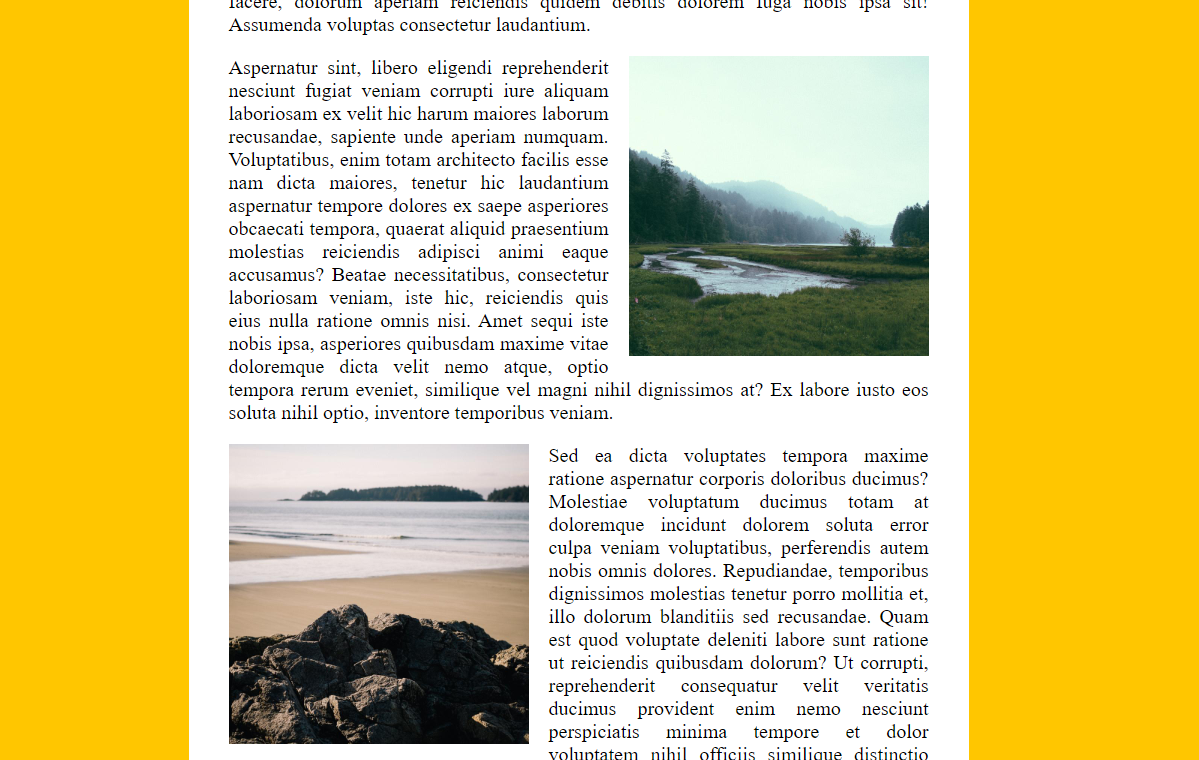 facere, dolorum aperiam reiciendis quidem debitis dolorem fuga nobis ipsa sit!
Assumenda voluptas consectetur laudantium.
Aspernatur sint, libero eligendi reprehenderit
nesciunt fugiat veniam corrupti iure aliquam
laboriosam ex velit hic harum maiores laborum
recusandae, sapiente unde aperiam numquam.
Voluptatibus, enim totam architecto facilis esse
nam dicta maiores, tenetur hic laudantium
aspernatur tempore dolores ex saepe asperiores
obcaecati tempora, quaerat aliquid praesentium
molestias reiciendis adipisci animi eaque
accusamus? Beatae necessitatibus, consectetur
laboriosam veniam, iste hic, reiciendis quis
eius nulla ratione omnis nisi. Amet sequi iste
nobis ipsa, asperiores quibusdam maxime vitae
doloremque dicta velit nemo atque, optio
tempora rerum eveniet, similique vel magni nihil dignissimos at? Ex labore iusto eos
soluta nihil optio, inventore temporibus veniam.
Sed ea dicta voluptates tempora maxime
ratione aspernatur corporis doloribus ducimus?
Molestiae voluptatum ducimus totam at
doloremque incidunt dolorem soluta error
culpa veniam voluptatibus, perferendis autem
nobis omnis dolores. Repudiandae, temporibus
dignissimos molestias tenetur porro mollitia et,
illo dolorum blanditiis sed recusandae. Quam
est quod voluptate deleniti labore sunt ratione
ut reiciendis quibusdam dolorum? Ut corrupti,
reprehenderit consequatur velit veritatis
ducimus provident enim nemo nesciunt
perspiciatis minima tempore et dolor
voluptatem nihil officiis similique distinctio